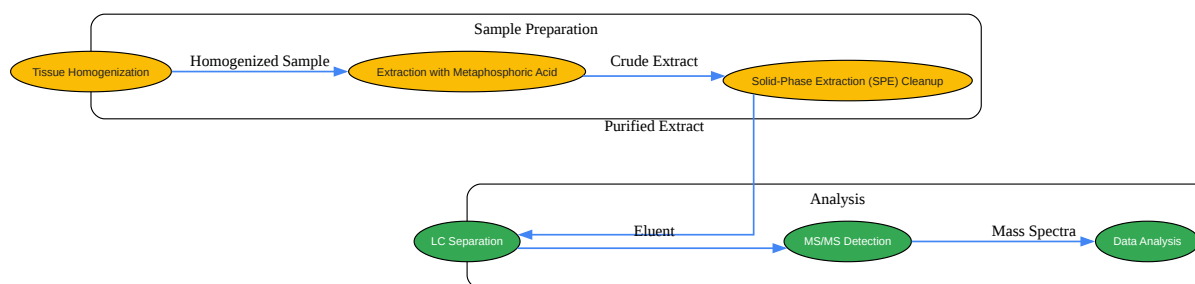 Sample Preparation
Tissue Homogenization
Homogenized Sample
Extraction with Metaphosphoric Acid
Crude Extract
Solid-Phase Extraction (SPE) Cleanup
Purified Extract
Analysis
LC Separation
Eluent
MS/MS Detection
Mass Spectra
Data Analysis